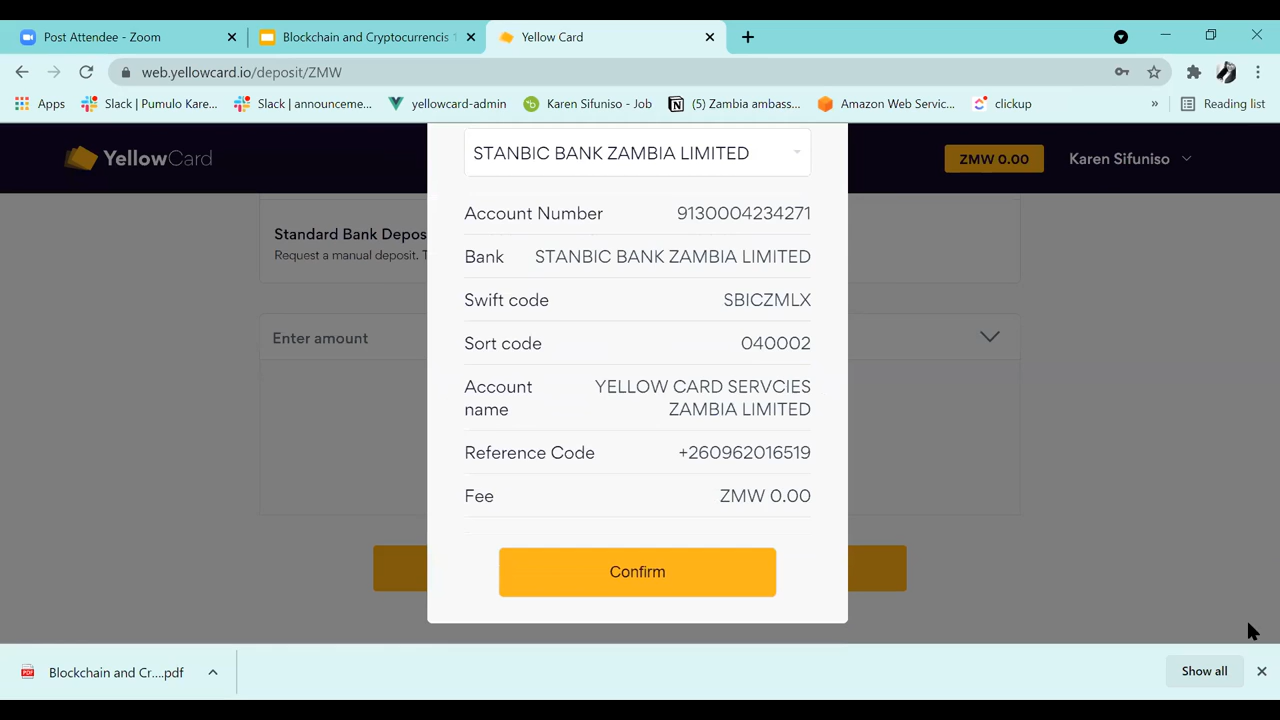 Post Attendee - Zoom
Blockchain and Cryptocurrencis 1
Yellow Card
web.yellowcard.io/deposit/ZMW
Apps
Slack | Pumulo Kare...
Slack | announceme...
yellowcard-admin
Karen Sifuniso - Job
(5) Zambia ambass...
Amazon Web Servic...
clickup
»
Reading list
YellowCard
ZMW 0.00
Karen Sifuniso
STANBIC BANK ZAMBIA LIMITED
Standard Bank Depos
Request a manual deposit. T
Enter amount
Account Number 9130004234271
Bank STANBIC BANK ZAMBIA LIMITED
Swift code SBICZMLX
Sort code 040002
Account YELLOW CARD SERVCIES
name ZAMBIA LIMITED
Reference Code +260962016519
Fee ZMW 0.00
Confirm
Blockchain and Cr....pdf
Show all